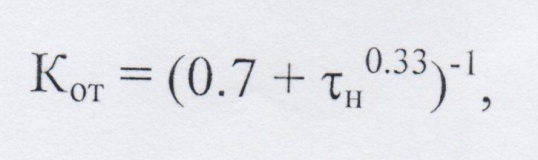 Кот = (0.7 + τн^0.33)^-1,